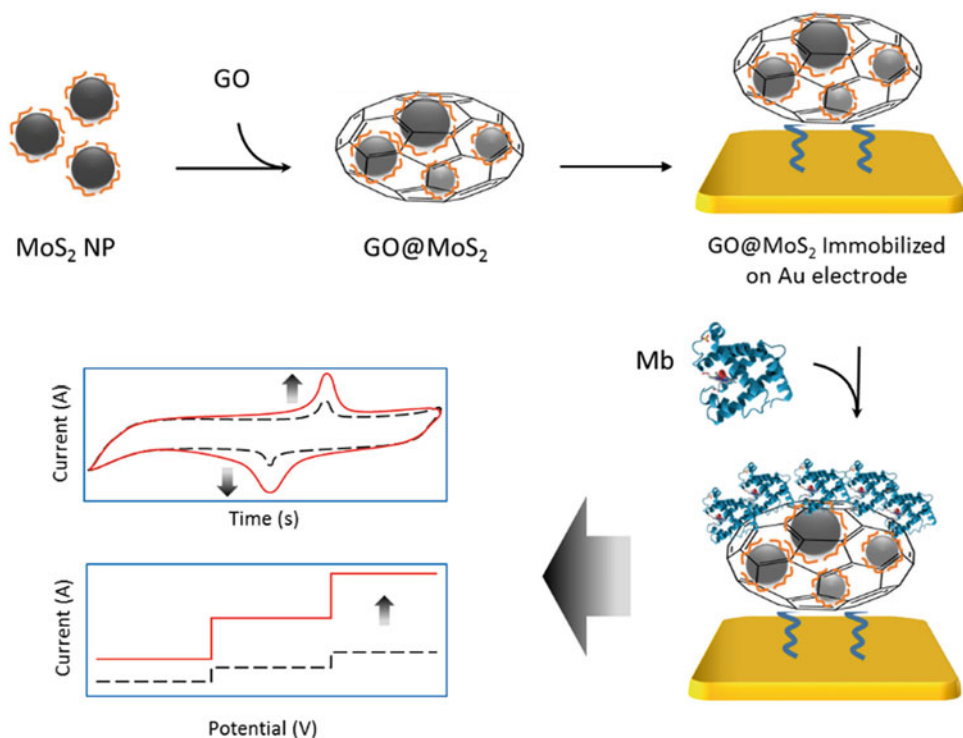 GO
MoS₂ NP
GO@MoS₂
GO@MoS₂ Immobilized
on Au electrode
Mb
Current (A)
Time (s)
Current (A)
Potential (V)